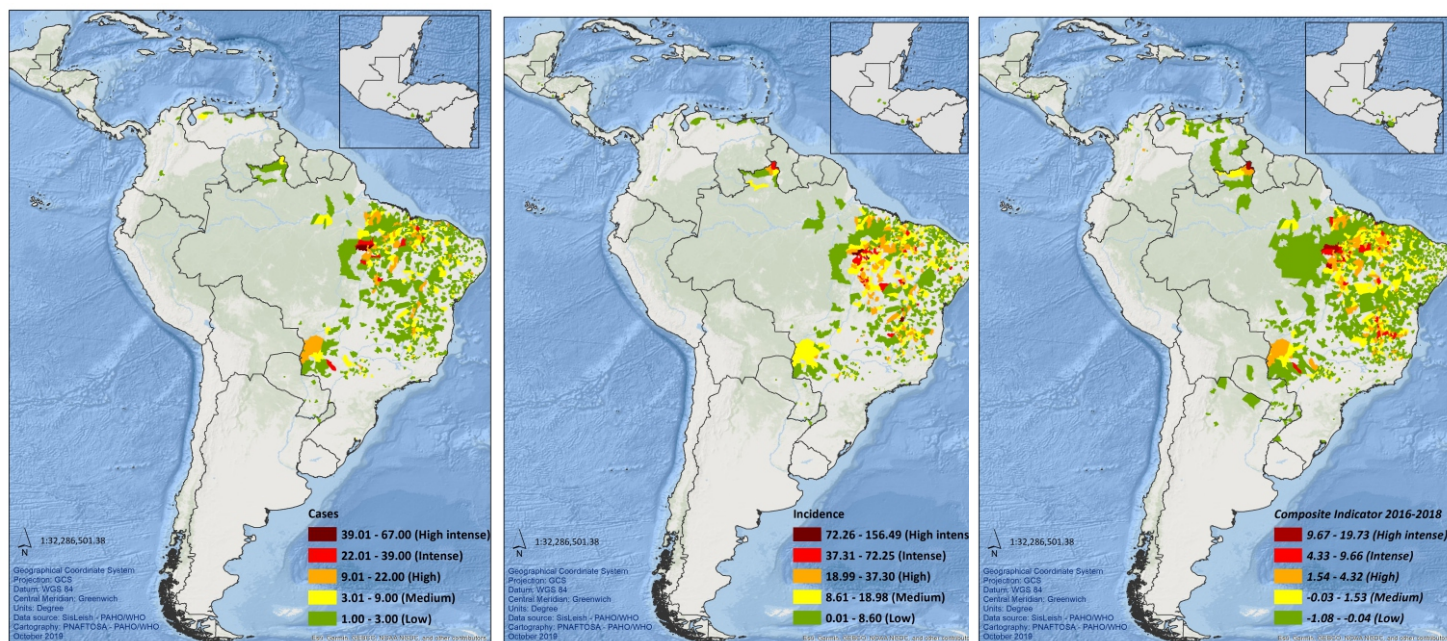 Cases
39.01 - 67.00 (High intense)
22.01 - 39.00 (Intense)
9.01 - 22.00 (High)
3.01 - 9.00 (Medium)
1.00 - 3.00 (Low)
N
1:32,286,501.38
Geographical Coordinate System
Projection: GCS
Datum: WGS 84
Central Meridian: Greenwich
Units: Degree
Data source: SisLeish - PAHO/WHO
Cartography: PNAFTOSA - PAHO/WHO
October 2019
Incidence
72.26 - 156.49 (High intens
37.31 - 72.25 (Intense)
18.99 - 37.30 (High)
8.61 - 18.98 (Medium)
0.01 - 8.60 (Low)
N
1:32,286,501.38
Geographical Coordinate System
Projection: GCS
Datum: WGS 84
Central Meridian: Greenwich
Units: Degree
Data source: SisLeish - PAHO/WHO
Cartography: PNAFTOSA - PAHO/WHO
October 2019
Composite Indicator 2016-2018
9.67 - 19.73 (High intense)
4.33 - 9.66 (Intense)
1.54 - 4.32 (High)
-0.03 - 1.53 (Medium)
-1.08 - -0.04 (Low)
N
1:32,286,501.38
Geographical Coordinate System
Projection: GCS
Datum: WGS 84
Central Meridian: Greenwich
Units: Degree
Data source: SisLeish - PAHO/WHO
Cartography: PNAFTOSA - PAHO/WHO
October 2019